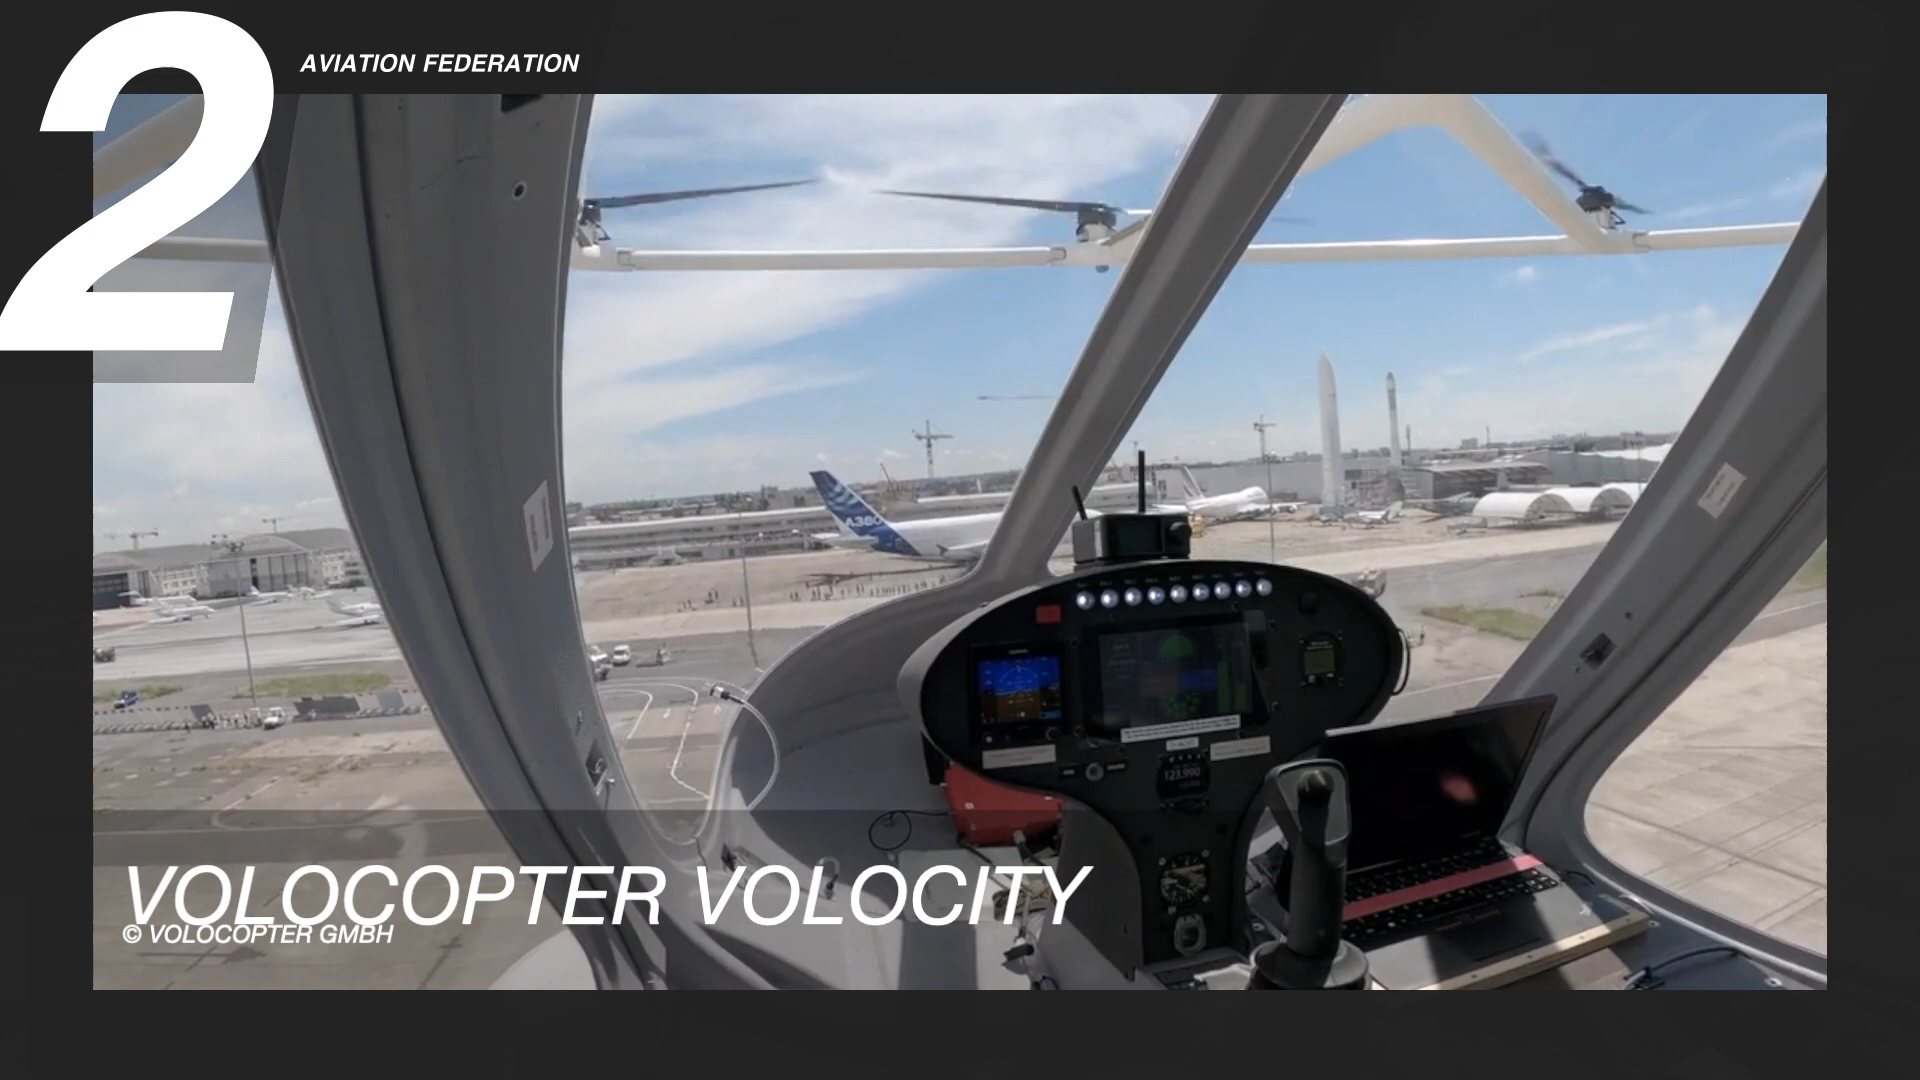 2
AVIATION FEDERATION
A380
123.990
VOLOCOPTER VOLOCITY
© VOLOCOPTER GMBH